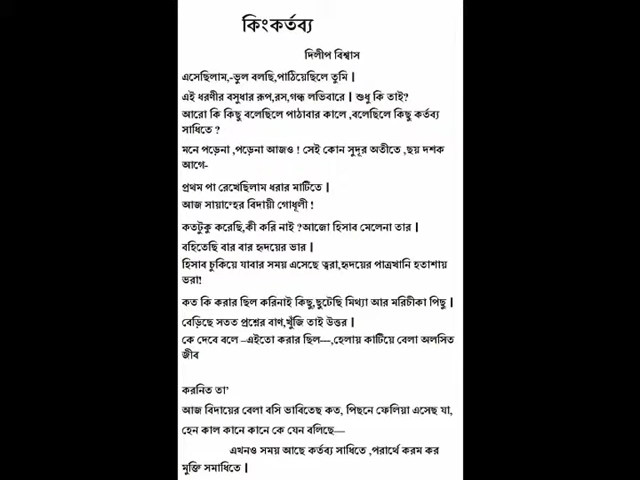 কিংকর্তব্য
দিলীপ বিশ্বাস
এসেছিলাম,-ভুল বলছি,পাঠিয়েছিলে তুমি |
এই ধরণীর বসুধার রূপ,রস,গন্ধ লভিবারে | শুধু কি তাই?
আরো কি কিছু বলেছিলে পাঠাবার কালে ,বলেছিলে কিছু কর্তব্য
সাধিতে ?
মনে পড়েনা ,পড়েনা আজও ! সেই কোন সুদূর অতীতে ,ছয় দশক
আগে-
প্রথম পা রেখেছিলাম ধরার মাটিতে |
আজ সায়াহ্নের বিদায়ী গোধূলী !
কতটুকু করেছি,কী করি নাই ?আজো হিসাব মেলেনা তার |
বহিতেছি বার বার হৃদয়ের ভার |
হিসাব চুকিয়ে যাবার সময় এসেছে ত্বরা,হৃদয়ের পাত্রখানি হতাশায়
ভরা!
কত কি করার ছিল করিনাই কিছু,ছুটেছি মিথ্যা আর মরিচীকা পিছু |
বেড়িছে সতত প্রশ্নের বাণ,খুঁজি তাই উত্তর |
কে দেবে বলে –এইতো করার ছিল—,হেলায় কাটিয়ে বেলা অলসিত
জীব
করনিত তা’
আজ বিদায়ের বেলা বসি ভাবিতেছ কত, পিছনে ফেলিয়া এসেছ যা,
হেন কাল কানে কানে কে যেন বলিছে—
এখনও সময় আছে কর্তব্য সাধিতে ,পরার্থে করম কর
মুক্তি সমাধিতে |